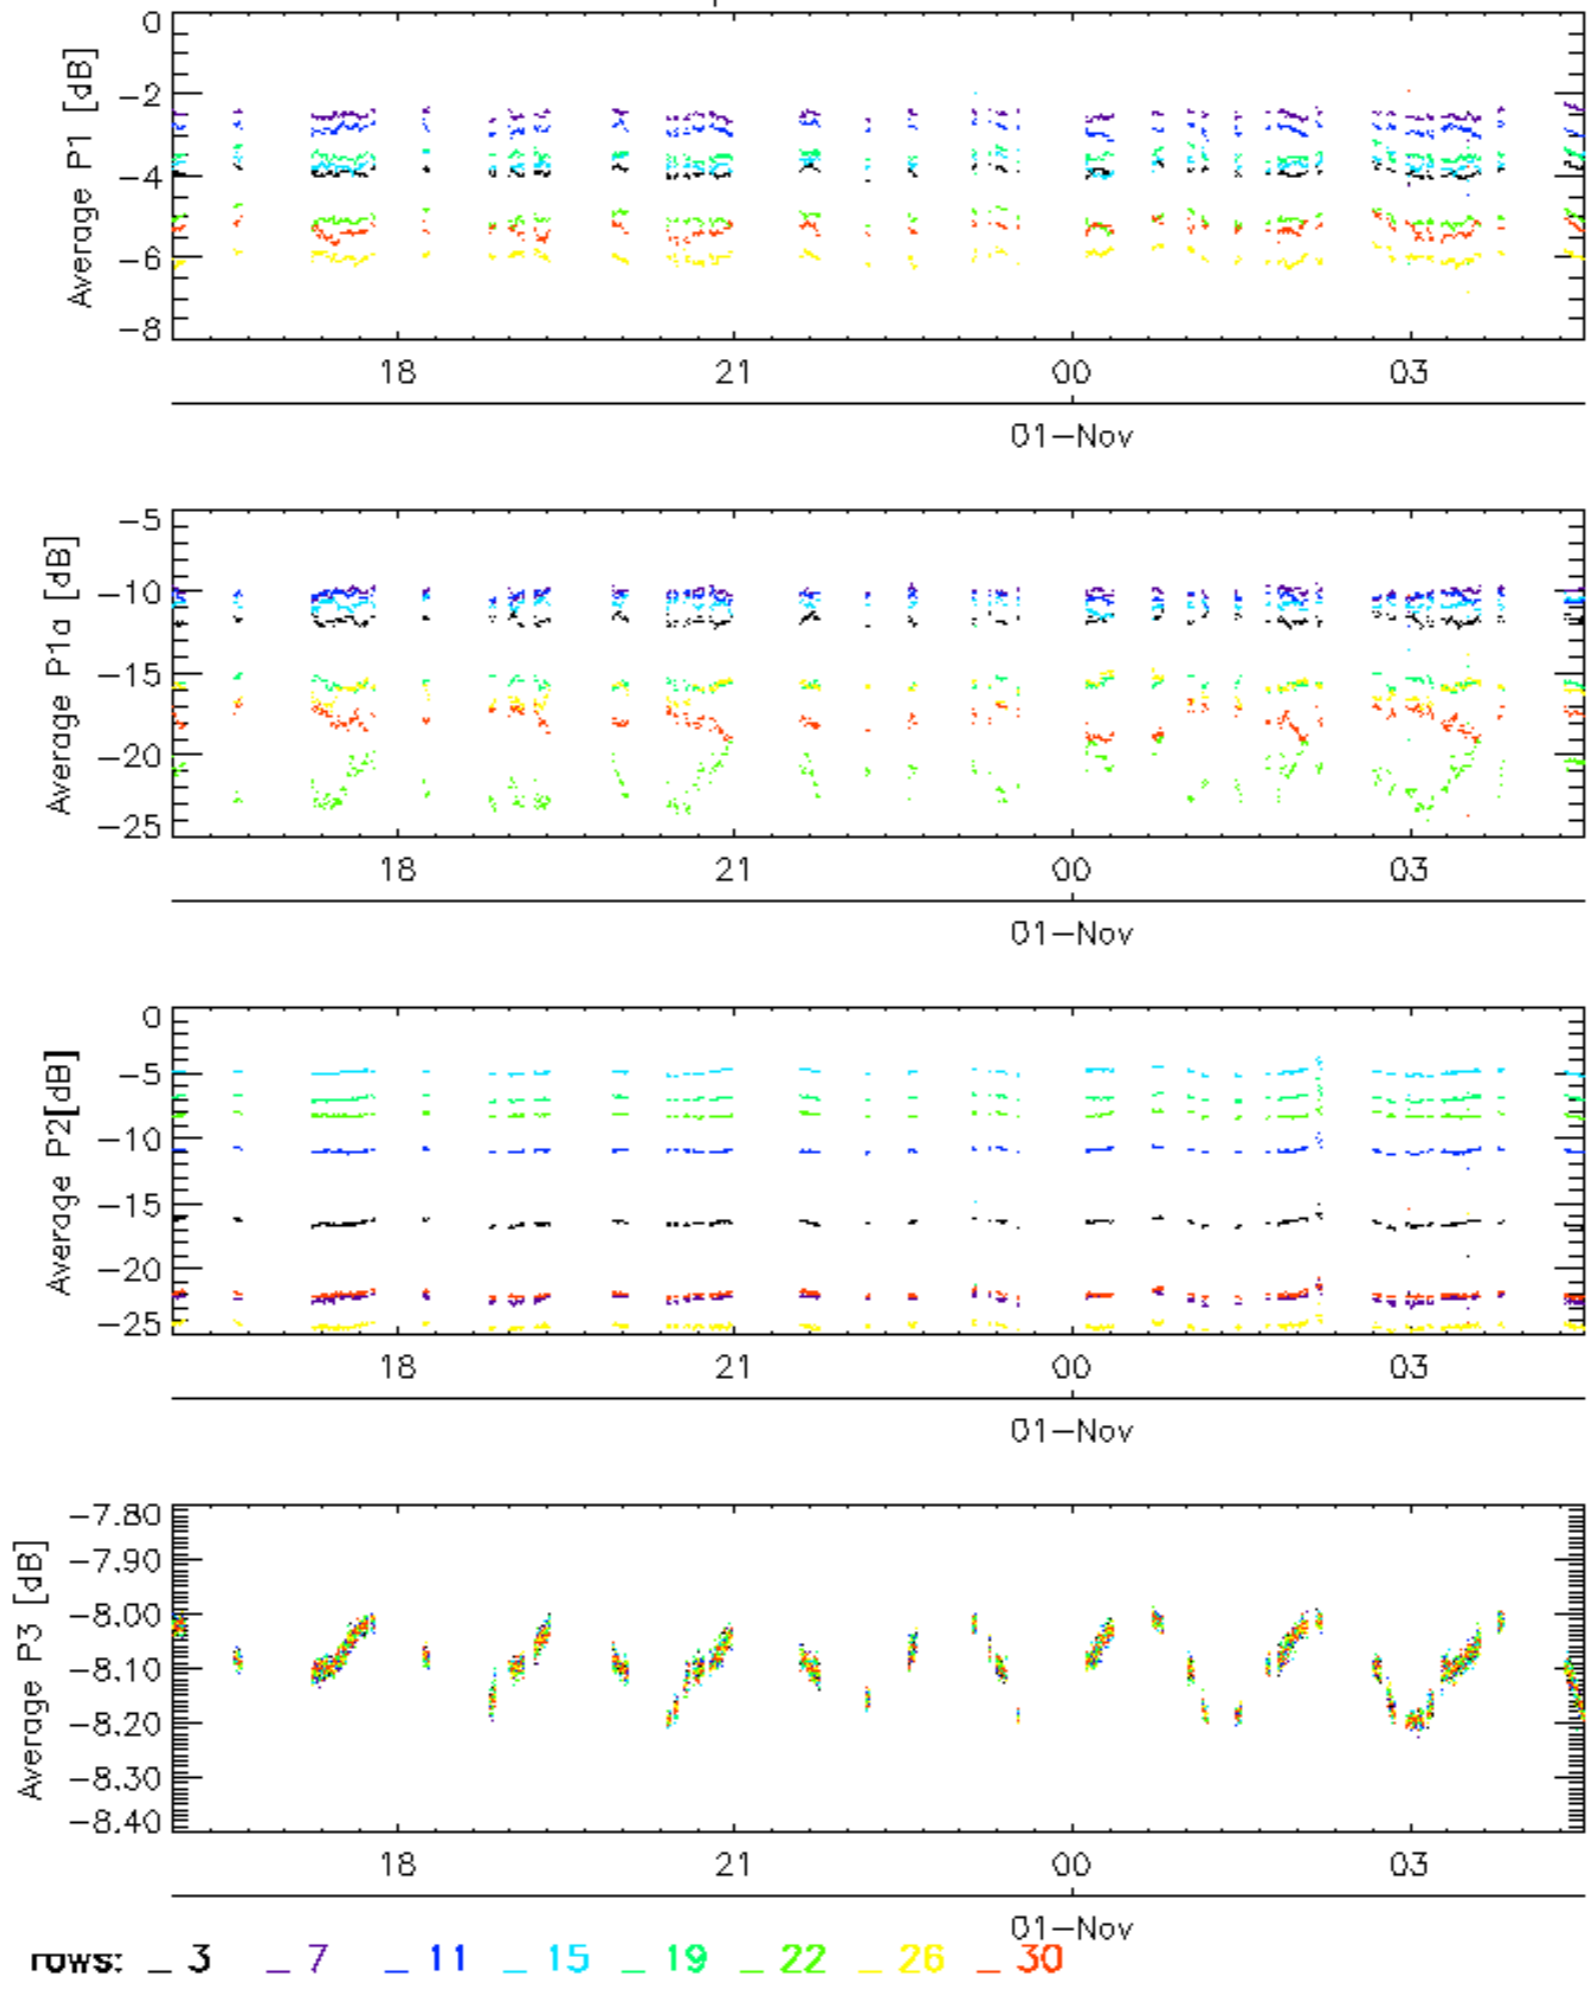 Average P1 [dB]
0
−2
−4
−6
−8
18 21 00 03
01−Nov
Average P1a [dB]
−5
−10
−15
−20
−25
18 21 00 03
01−Nov
Average P2[dB]
0
−5
−10
−15
−20
−25
18 21 00 03
01−Nov
Average P3 [dB]
−7.80
−7.90
−8.00
−8.10
−8.20
−8.30
−8.40
18 21 00 03
01−Nov
rows: _ 3 _ 7 _ 11 _ 15 _ 19 _ 22 _ 26 _ 30